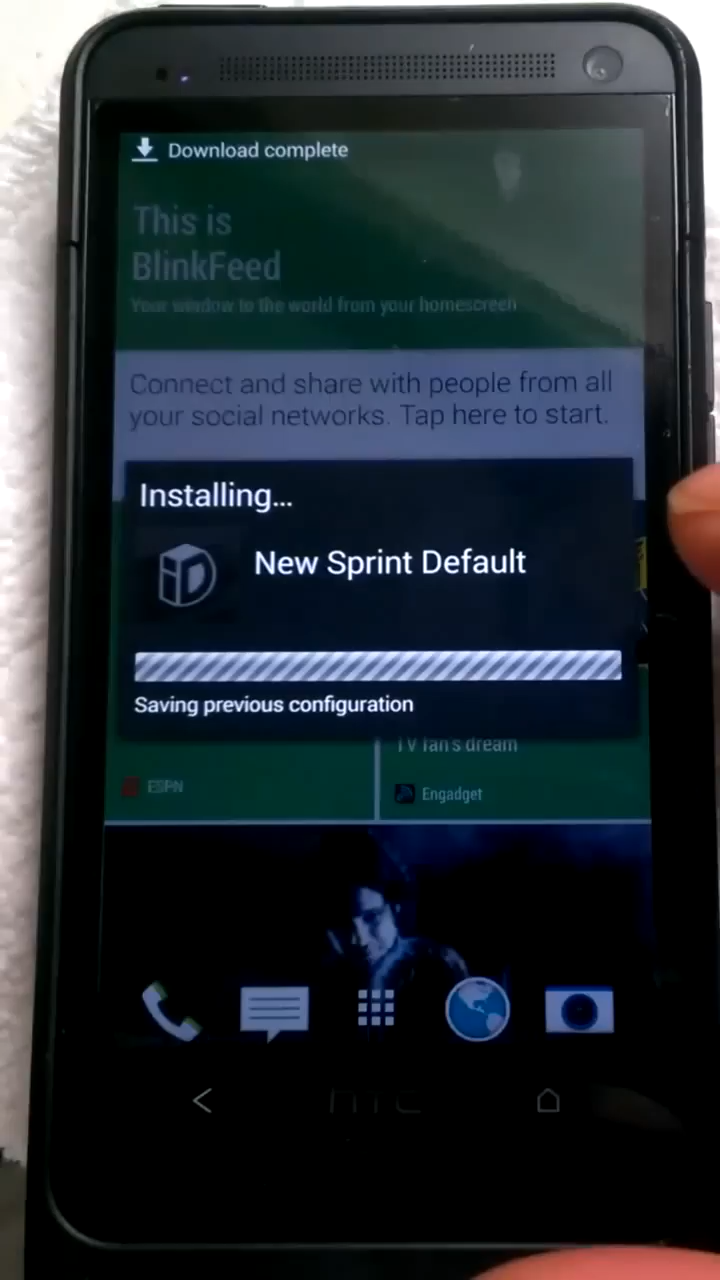 Download complete
This is
BlinkFeed
Your window to the world from your homescreen
Connect and share with people from all
your social networks. Tap here to start.
Installing...
iD
New Sprint Default
Saving previous configuration
TV fan's dream
ESPN
Engadget
hTC